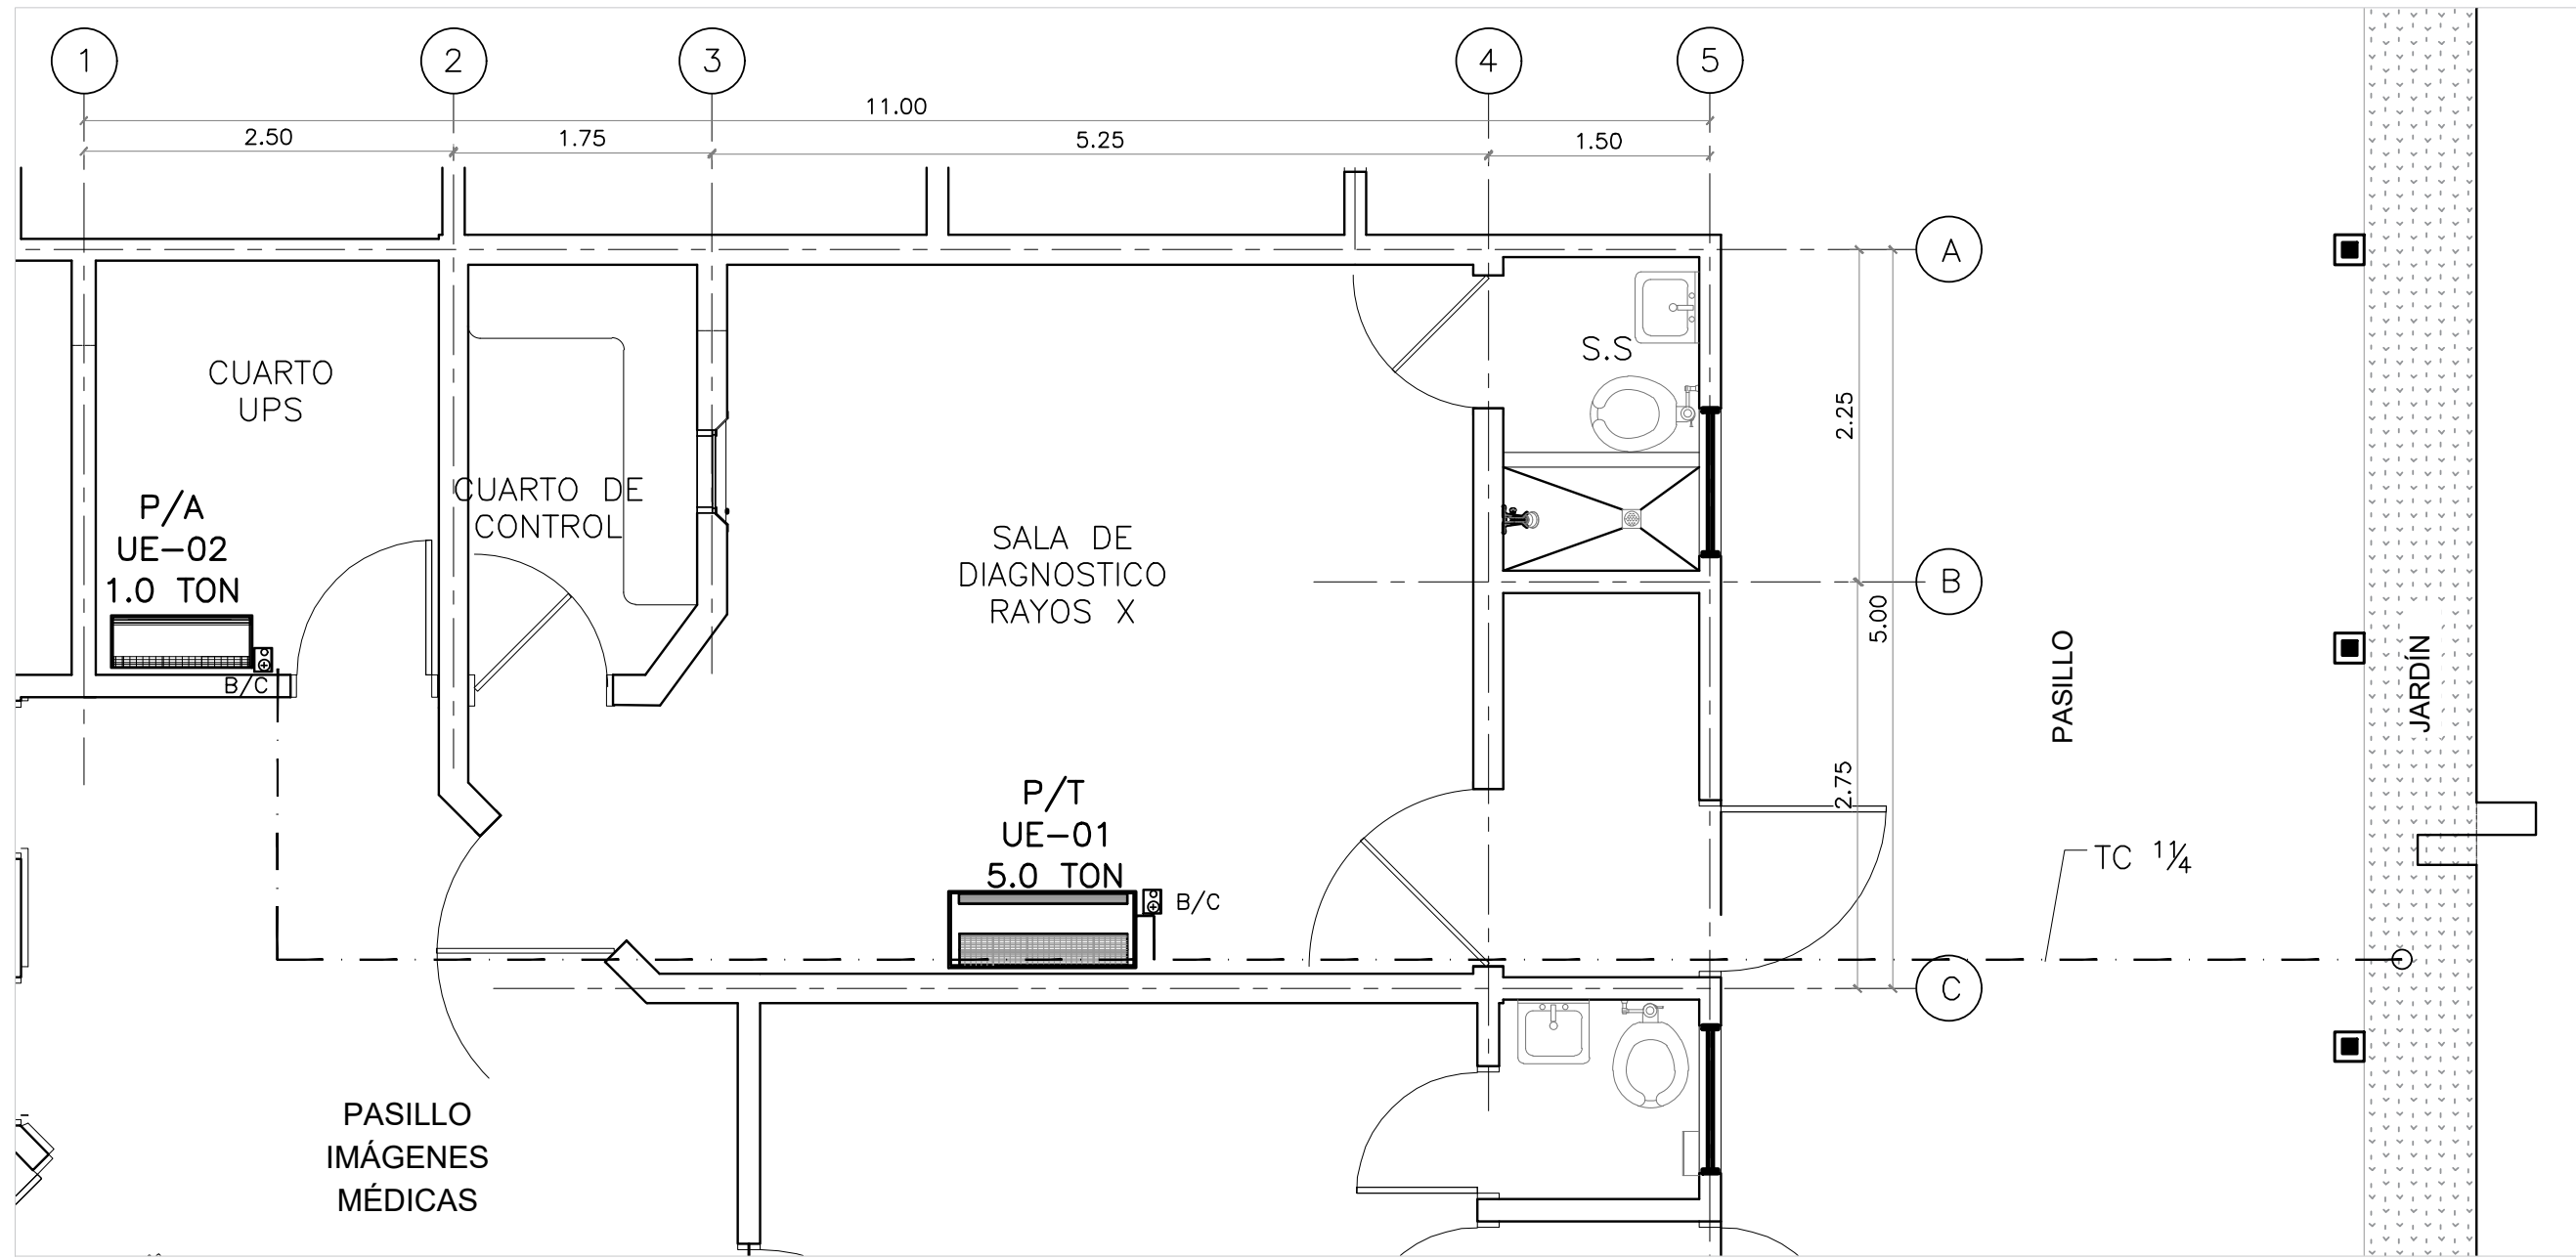 1
2
3
4
5
11.00
2.50
1.75
5.25
1.50
A
CUARTO
UPS
S.S
2.25
P/A
UE-02
1.0 TON
B/C
CUARTO DE
CONTROL
SALA DE
DIAGNOSTICO
RAYOS X
B
5.00
PASILLO
JARDÍN
2.75
P/T
UE-01
5.0 TON
B/C
TC 1 1/4
C
PASILLO
IMÁGENES
MÉDICAS